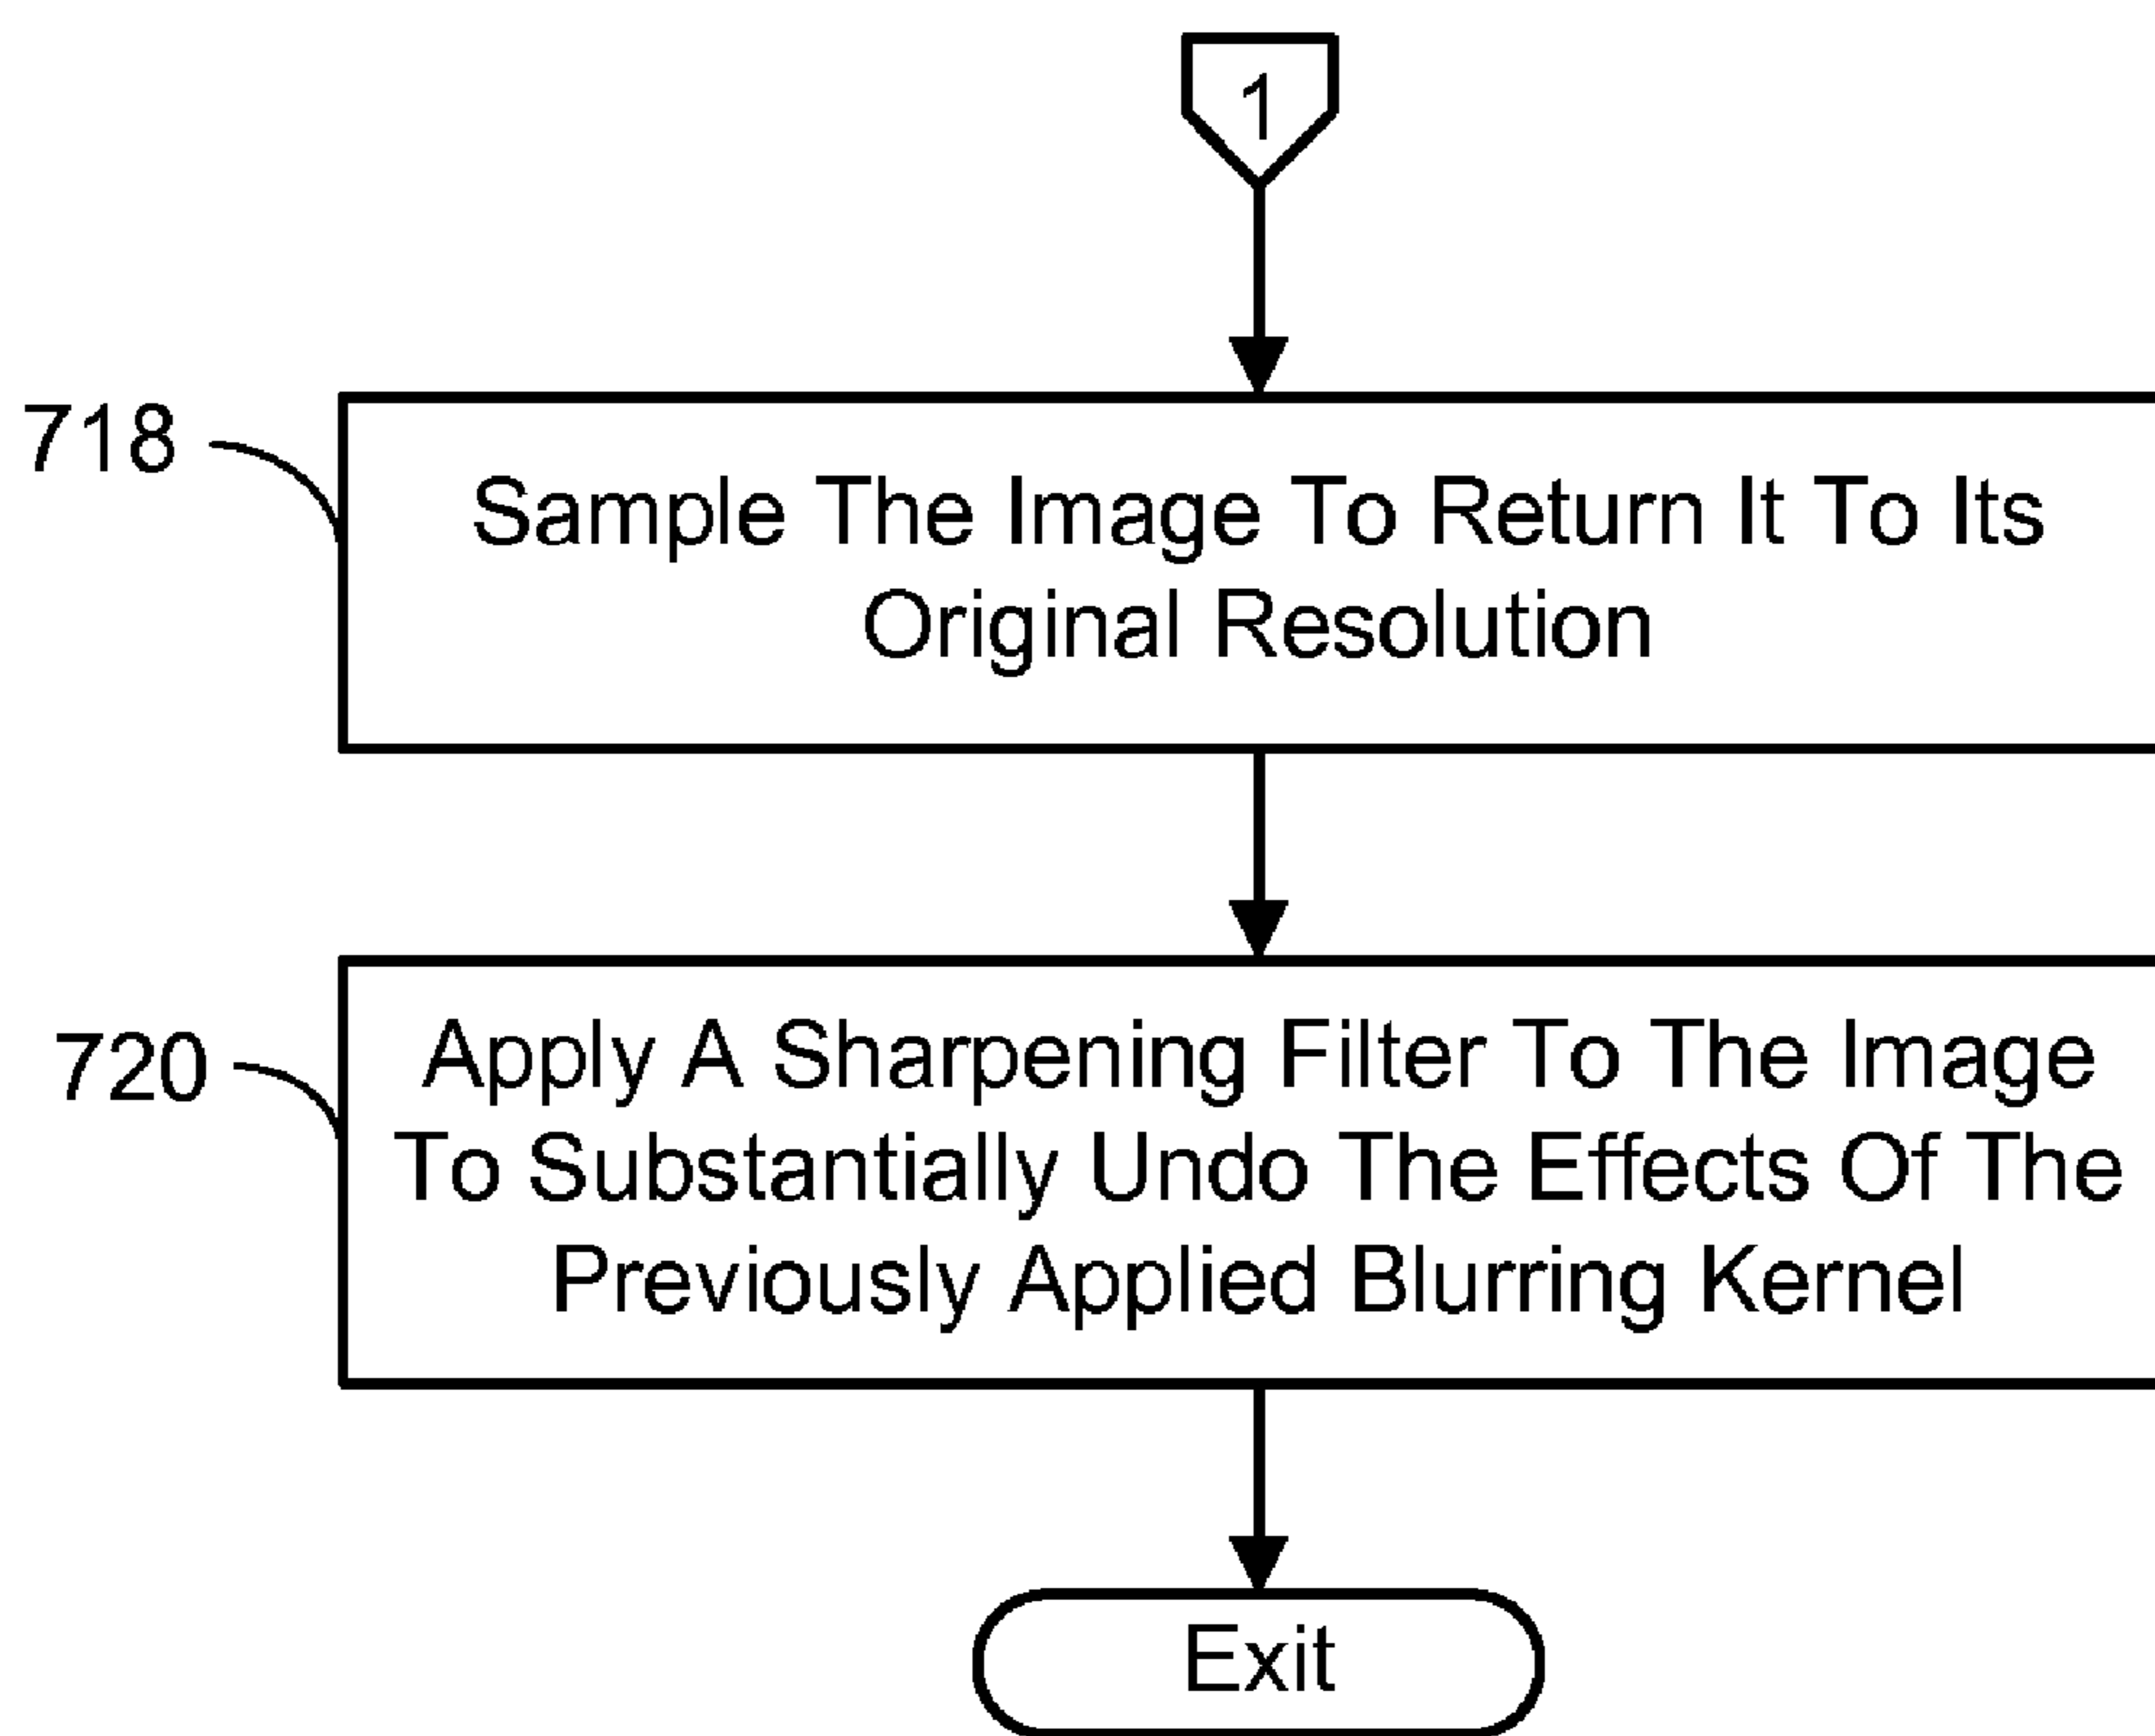 1
718
Sample The Image To Return It To Its
Original Resolution
720
Apply A Sharpening Filter To The Image
To Substantially Undo The Effects Of The
Previously Applied Blurring Kernel
Exit